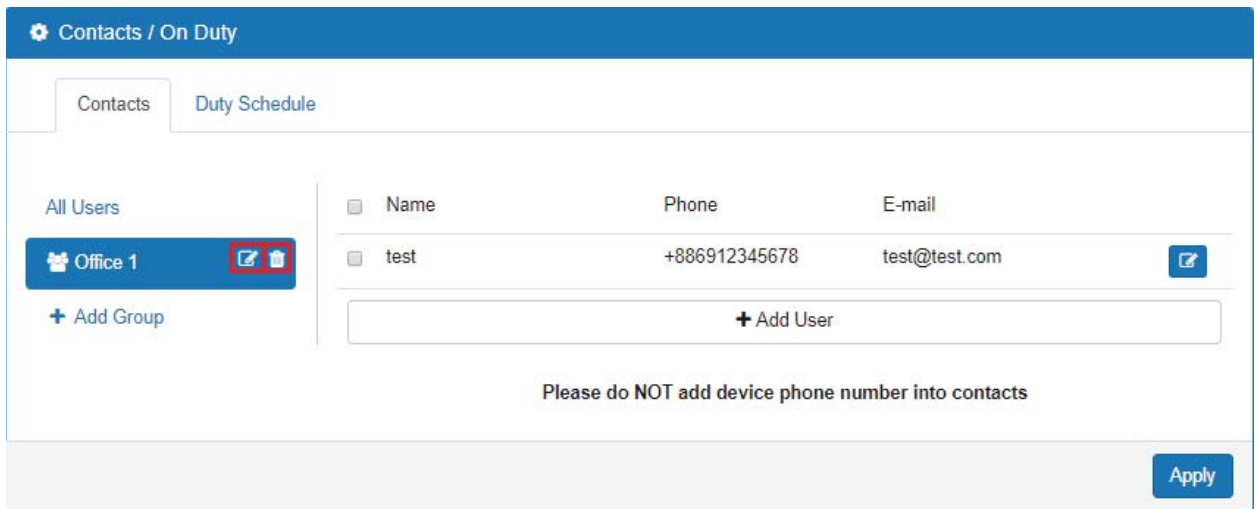 Contacts / On Duty
Contacts Duty Schedule
All Users
Office 1
Add Group
Name Phone E-mail
test +886912345678 test@test.com
Add User
Please do NOT add device phone number into contacts
Apply